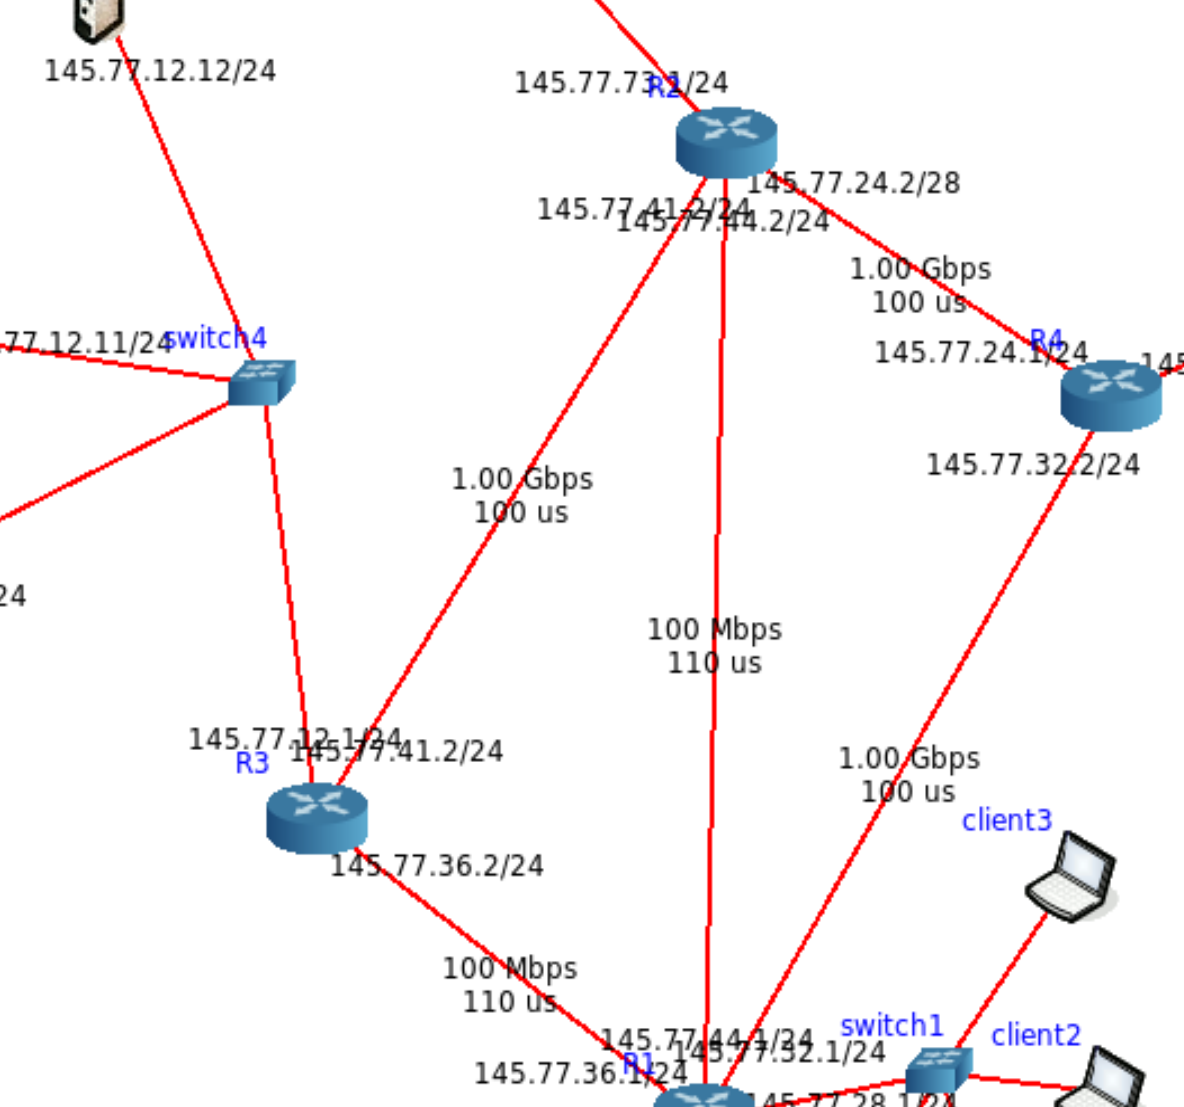 145.77.12.12/24
145.77.73.1/24
R2
145.77.24.2/28
145.77.41.2/24
145.77.44.2/24
1.00 Gbps
100 us
.77.12.11/24
switch4
R4
145.77.24.1/24
145
145.77.32.2/24
1.00 Gbps
100 us
24
100 Mbps
110 us
145.77.12.1/24
145.77.41.2/24
R3
1.00 Gbps
100 us
client3
145.77.36.2/24
100 Mbps
110 us
switch1
client2
145.77.44.1/24
145.77.32.1/24
R1
145.77.36.1/24
145.77.28.1/24